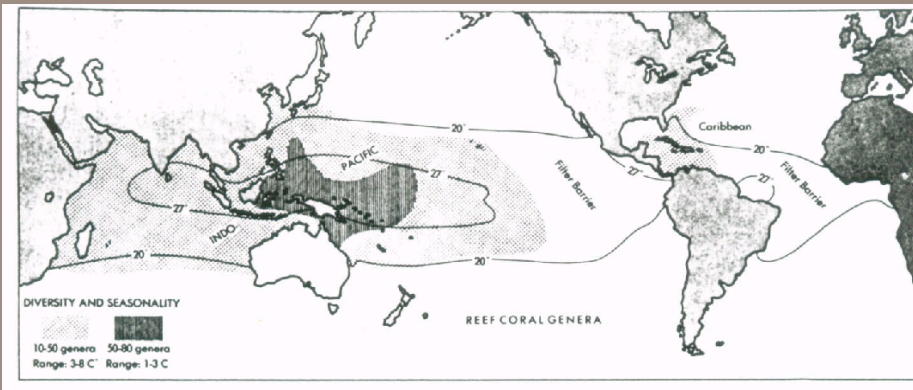 20°
Caribbean
20°
PACIFIC
27°
Filter Barrier
27°
27°
Filter Barrier
27°
INDO-
20°
20°
DIVERSITY AND SEASONALITY
10-50 genera 50-80 genera
Range: 3-8 C° Range: 1-3 C
REEF CORAL GENERA